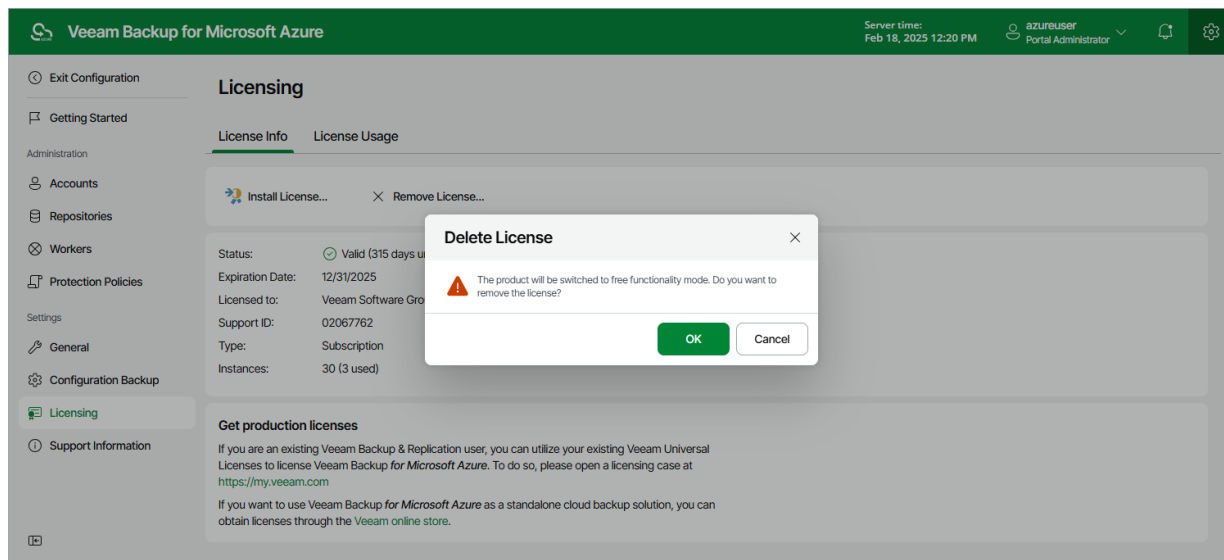 Veeam Backup for Microsoft Azure
Server time:
Feb 18, 2025 12:20 PM
azureuser
Portal Administrator
Exit Configuration
Getting Started
Administration
Accounts
Repositories
Workers
Protection Policies
Settings
General
Configuration Backup
Licensing
Support Information
Licensing
License Info License Usage
Install License... Remove License...
Status: Valid (315 days
Expiration Date: 12/31/2025
Licensed to: Veeam Software
Support ID: 02067762
Type: Subscription
Instances: 30 (3 used)
Delete License
The product will be switched to free functionality mode. Do you want to
remove the license?
OK Cancel
Get production licenses
If you are an existing Veeam Backup & Replication user, you can utilize your existing Veeam Universal
Licenses to license Veeam Backup for Microsoft Azure. To do so, please open a licensing case at
https://my.veeam.com
If you want to use Veeam Backup for Microsoft Azure as a standalone cloud backup solution, you can
obtain licenses through the Veeam online store.